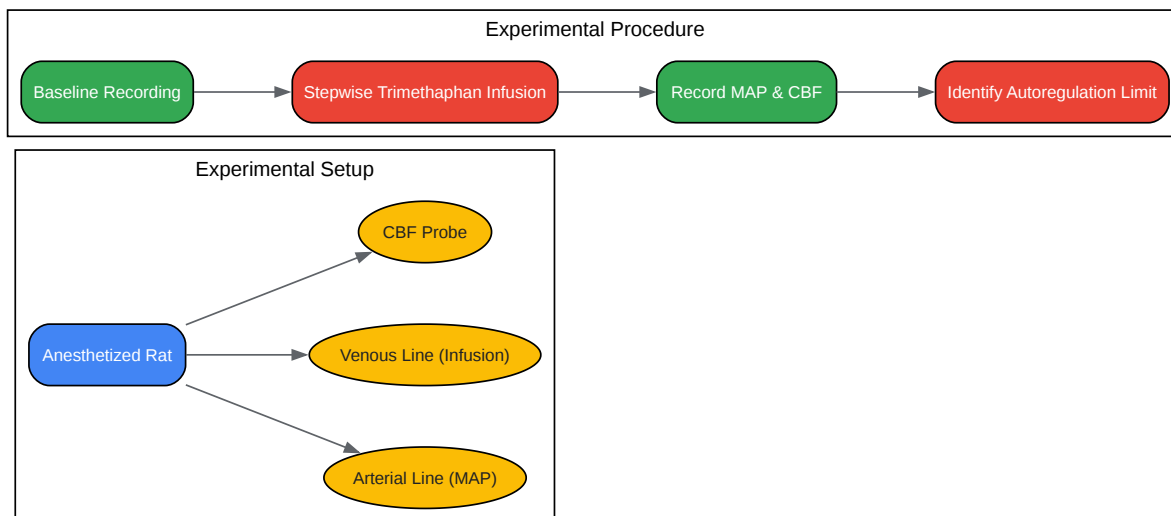 Experimental Procedure
Baseline Recording
Stepwise Trimethaphan Infusion
Record MAP & CBF
Identify Autoregulation Limit
Experimental Setup
CBF Probe
Anesthetized Rat
Venous Line (Infusion)
Arterial Line (MAP)